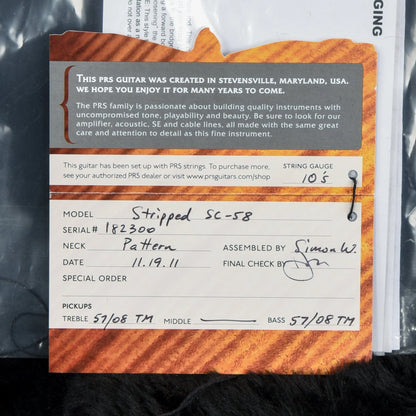 THIS PRS GUITAR WAS CREATED IN STEVENSVILLE, MARYLAND, USA.
WE HOPE YOU ENJOY IT FOR MANY YEARS TO COME.
The PRS family is passionate about building quality instruments with
uncompromised tone, playability and beauty. Be sure to look for our
amplifier, acoustic, SE and cable lines, all made with the same great
care and attention to detail as this fine instrument.
This guitar has been set up with PRS strings. To purchase more,
see your authorized PRS dealer or visit www.prsguitars.com/shop
STRING GAUGE
10's
MODEL Stripped SC-58
SERIAL# 182300
NECK Pattern
ASSEMBLED BY Simon W.
DATE 11.19.11
FINAL CHECK BY
SPECIAL ORDER
PICKUPS
TREBLE 57/08 TM MIDDLE — BASS 57/08 TM
GING